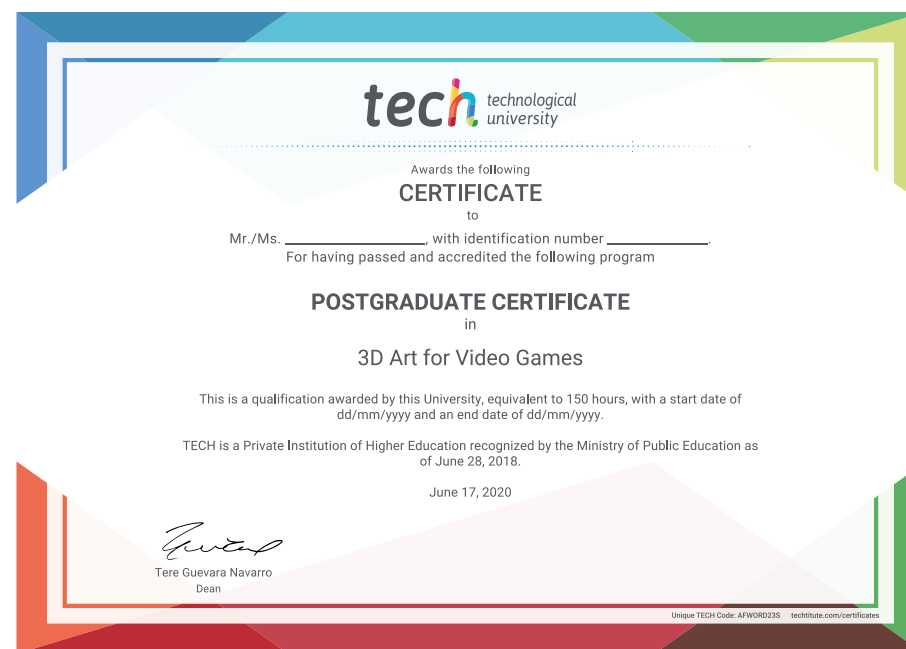 tech technological
university
Awards the following
CERTIFICATE
to
Mr./Ms. ____________________, with identification number ______________.
For having passed and accredited the following program
POSTGRADUATE CERTIFICATE
in
3D Art for Video Games
This is a qualification awarded by this University, equivalent to 150 hours, with a start date of
dd/mm/yyyy and an end date of dd/mm/yyyy.
TECH is a Private Institution of Higher Education recognized by the Ministry of Public Education as
of June 28, 2018.
June 17, 2020
Tere Guevara Navarro
Dean
Unique TECH Code: AFWORD23S techtitute.com/certificates